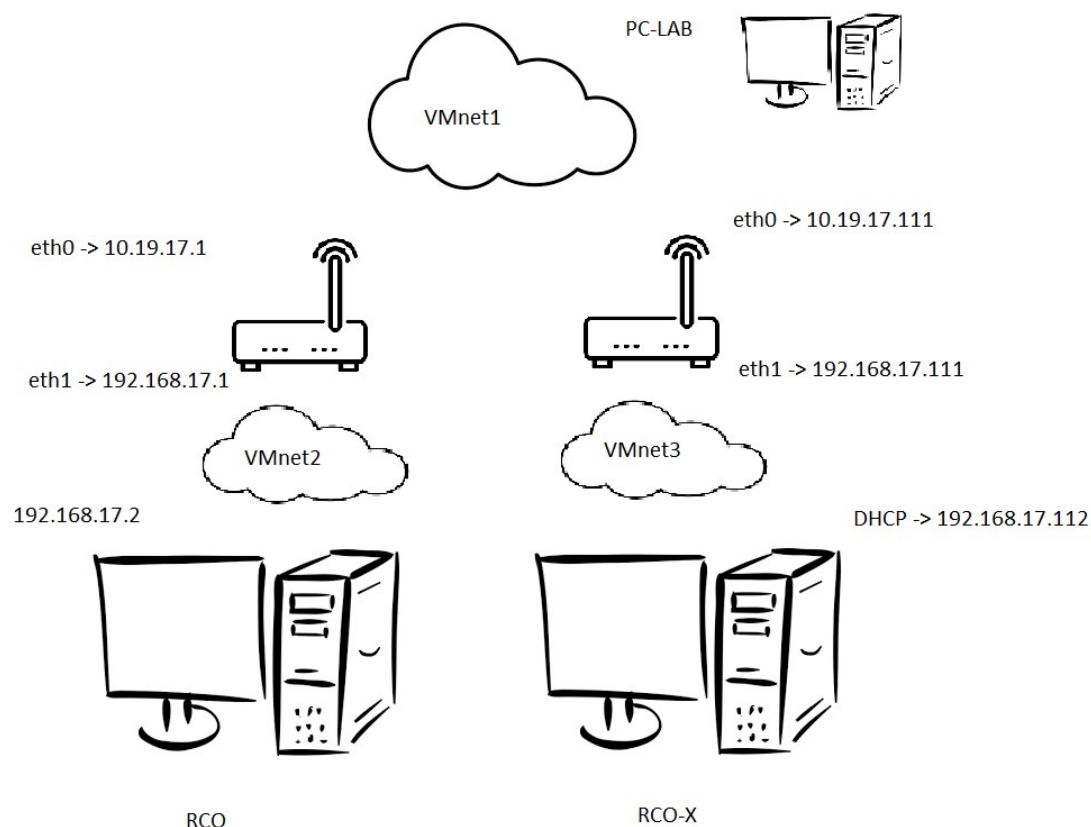 PC-LAB
VMnet1
eth0 -> 10.19.17.111
eth0 -> 10.19.17.1
eth1 -> 192.168.17.111
eth1 -> 192.168.17.1
VMnet2
VMnet3
192.168.17.2
DHCP -> 192.168.17.112
RCO
RCO-X